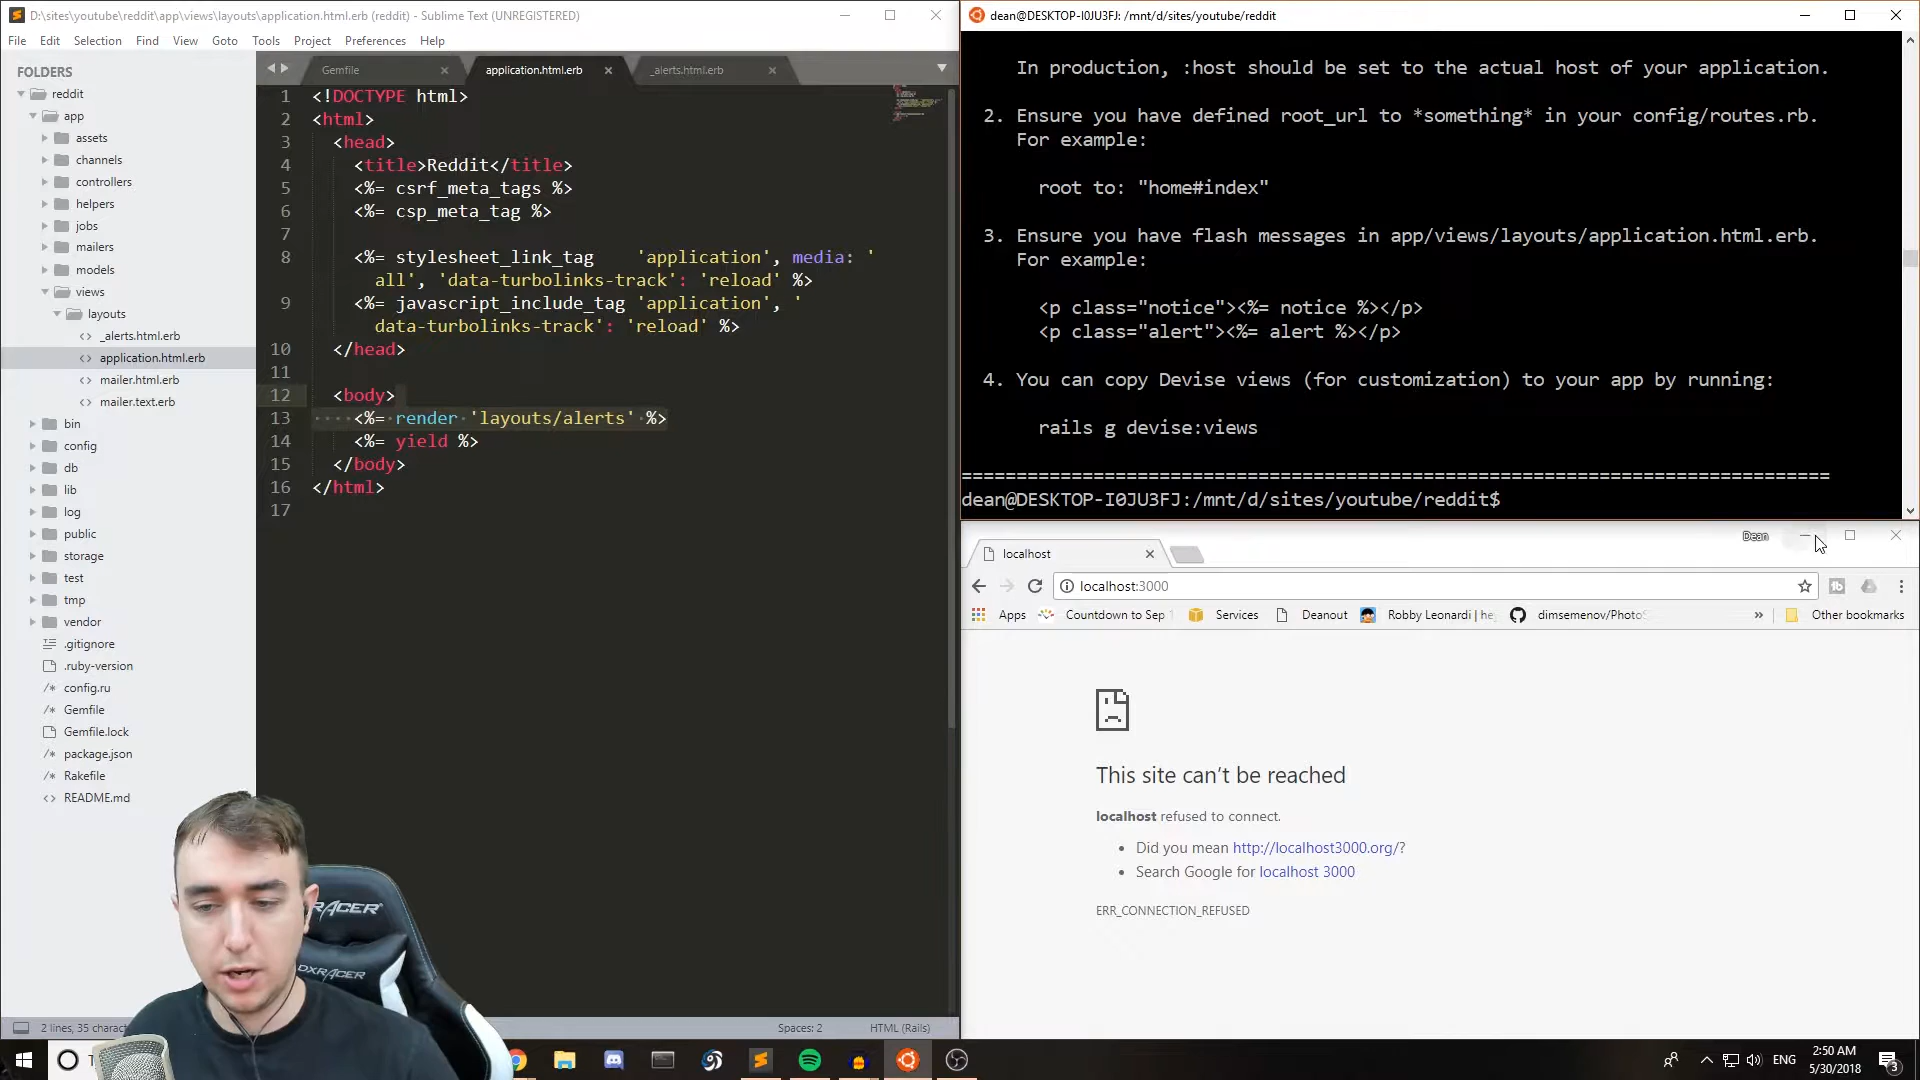 D:\sites\youtube\reddit\app\views\layouts\application.html.erb (reddit) - Sublime Text (UNREGISTERED)
File Edit Selection Find View Goto Tools Project Preferences Help
FOLDERS
reddit
app
assets
channels
controllers
helpers
jobs
mailers
models
views
layouts
_alerts.html.erb
application.html.erb
mailer.html.erb
mailer.text.erb
bin
config
db
lib
log
public
storage
test
tmp
vendor
.gitignore
.ruby-version
config.ru
Gemfile
Gemfile.lock
package.json
Rakefile
README.md
Gemfile application.html.erb _alerts.html.erb
1 <!DOCTYPE html>
2 <html>
3 <head>
4 <title>Reddit</title>
5 <%= csrf_meta_tags %>
6 <%= csp_meta_tag %>
7
8 <%= stylesheet_link_tag 'application', media: '
all', 'data-turbolinks-track': 'reload' %>
9 <%= javascript_include_tag 'application', '
data-turbolinks-track': 'reload' %>
10 </head>
11
12 <body>
13 <%= render 'layouts/alerts' %>
14 <%= yield %>
15 </body>
16 </html>
17
2 lines, 35 charact
Spaces: 2 HTML (Rails)
dean@DESKTOP-I0JU3FJ: /mnt/d/sites/youtube/reddit
In production, :host should be set to the actual host of your application.
2. Ensure you have defined root_url to *something* in your config/routes.rb.
For example:
root to: "home#index"
3. Ensure you have flash messages in app/views/layouts/application.html.erb.
For example:
<p class="notice"><%= notice %></p>
<p class="alert"><%= alert %></p>
4. You can copy Devise views (for customization) to your app by running:
rails g devise:views
===============================================================================
dean@DESKTOP-I0JU3FJ:/mnt/d/sites/youtube/reddit$
Dean
localhost
localhost:3000
Apps Countdown to Sep Services Deanout Robby Leonardi | he dimsemenov/PhotoS » Other bookmarks
This site can't be reached
localhost refused to connect.
• Did you mean http://localhost3000.org/?
• Search Google for localhost 3000
ERR_CONNECTION_REFUSED
DXRACER
DXRACER
ENG
2:50 AM
5/30/2018
3